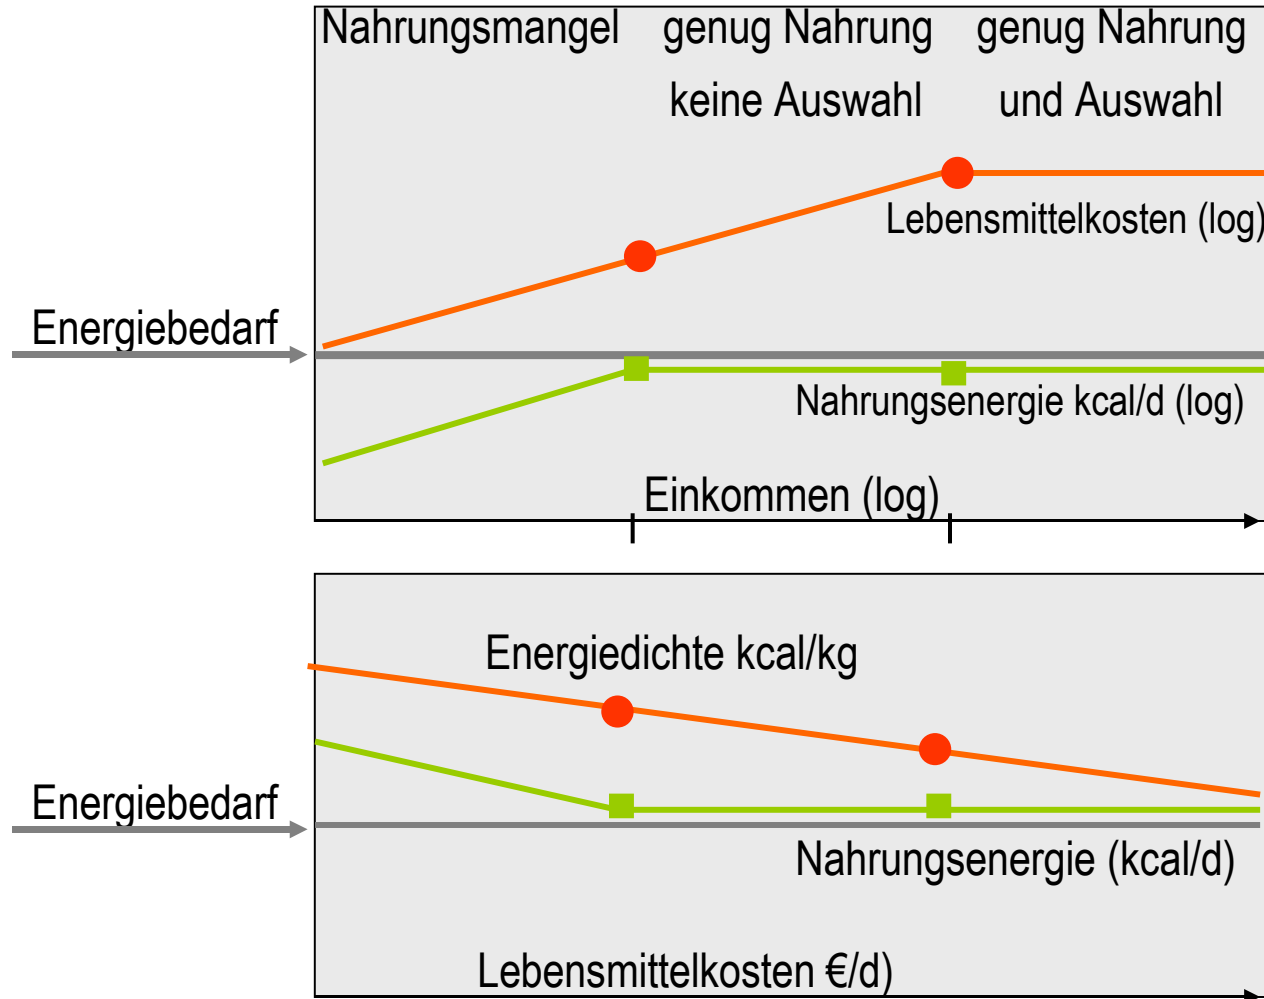 Nahrungsmangel genug Nahrung genug Nahrung
keine Auswahl und Auswahl
Lebensmittelkosten (log)
Energiebedarf
Nahrungsenergie kcal/d (log)
Einkommen (log)
Energiedichte kcal/kg
Energiebedarf
Nahrungsenergie (kcal/d)
Lebensmittelkosten €/d)